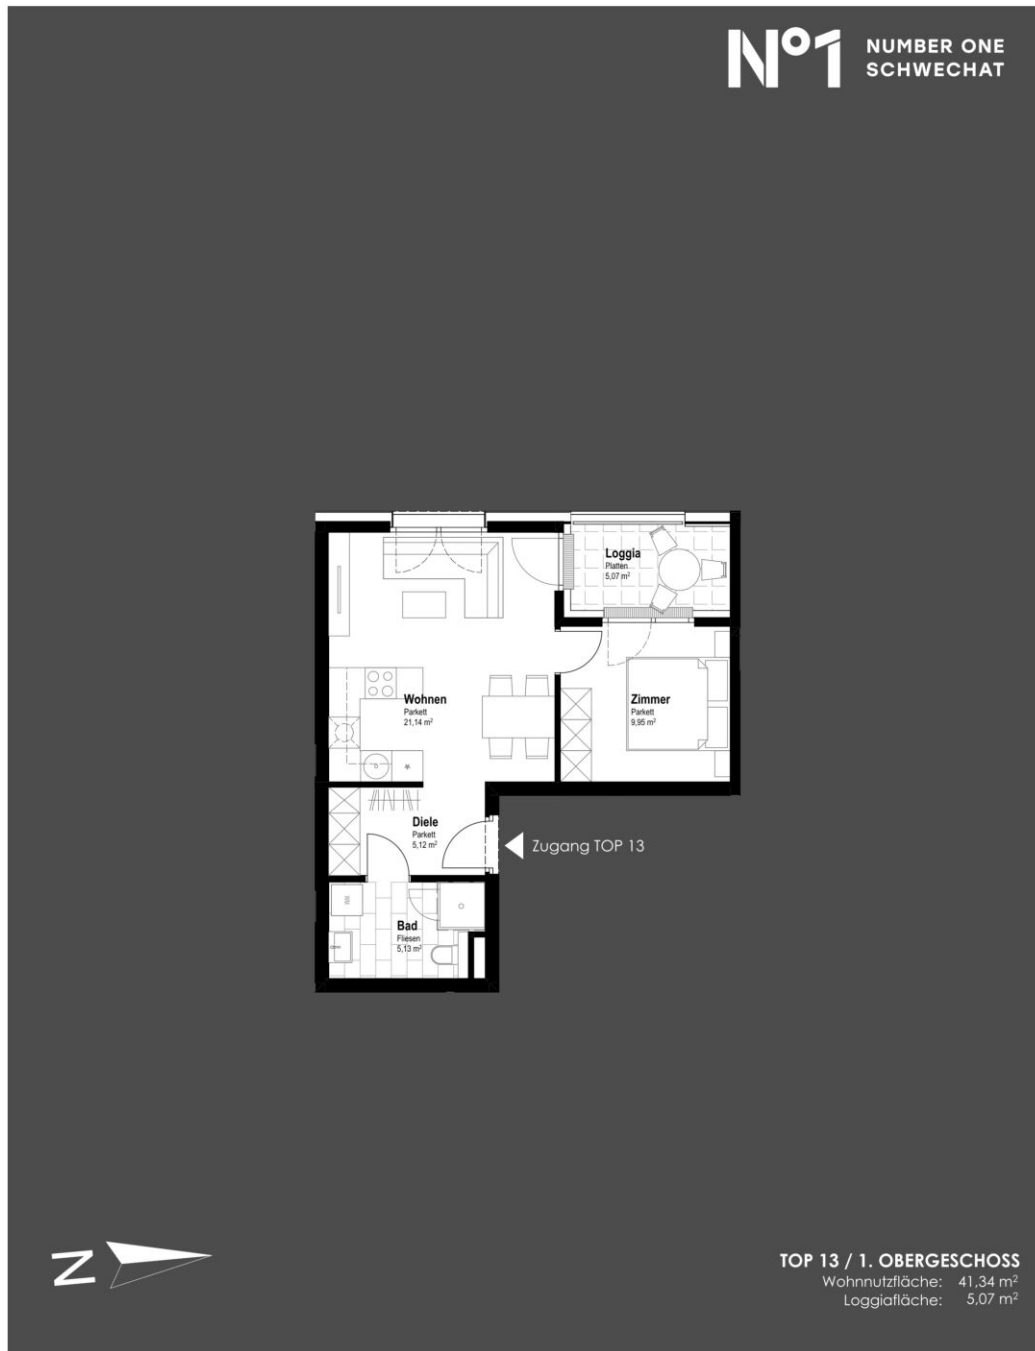 Nº1 NUMBER ONE
SCHWECHAT
Loggia
Platten
5,07 m²
Wohnen
Parkett
21,14 m²
Zimmer
Parkett
9,95 m²
Diele
Parkett
5,12 m²
Zugang TOP 13
Bad
Fliesen
5,13 m²
N
TOP 13 / 1. OBERGESCHOSS
Wohnnutzfläche: 41,34 m²
Loggiafläche: 5,07 m²